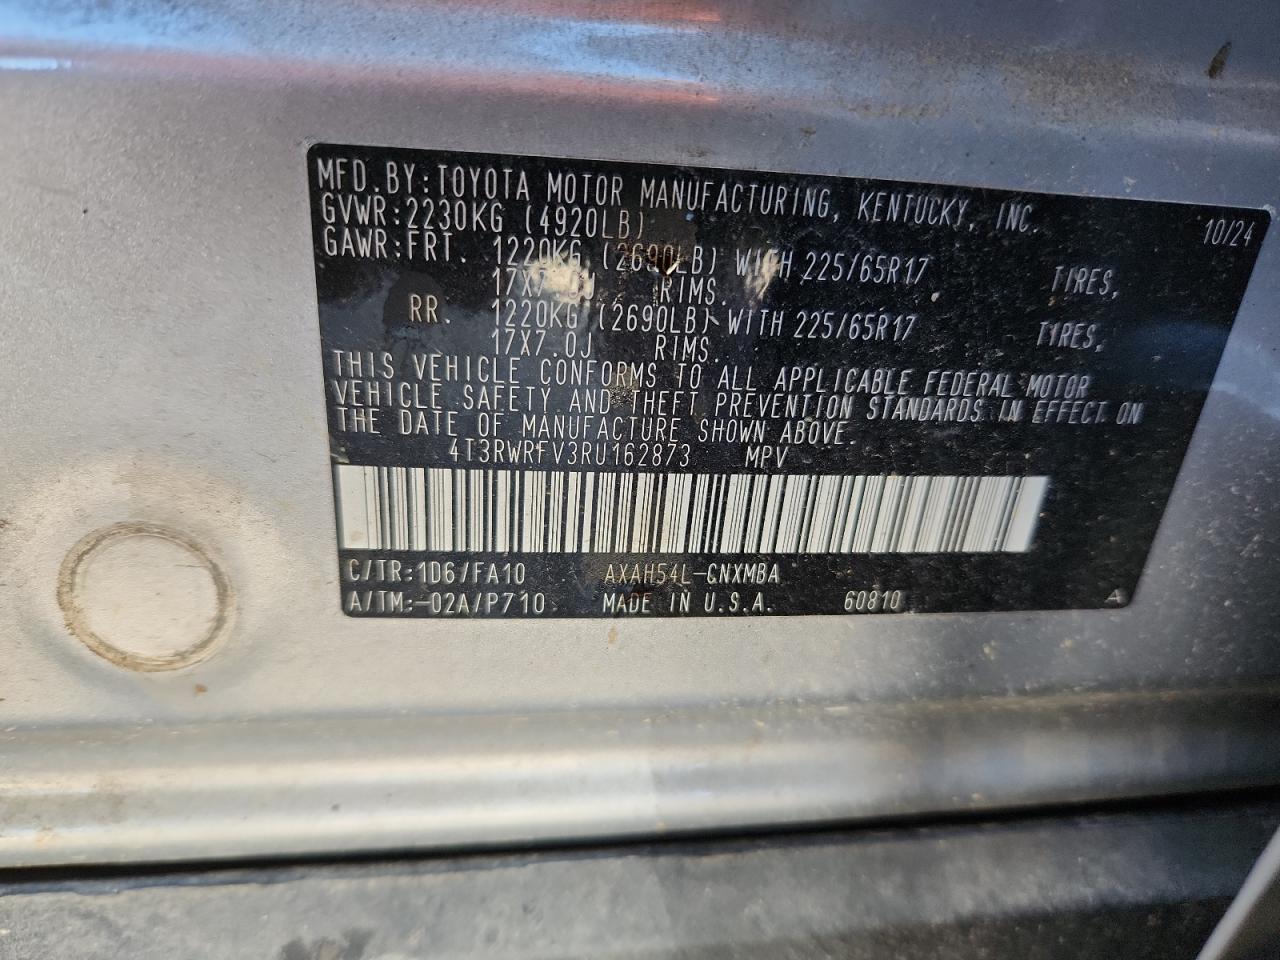 MFD.BY:TOYOTA MOTOR MANUFACTURING, KENTUCKY, INC.
GVWR:2230KG (4920LB) 10/24
GAWR:FRT. 1220KG (2690LB) WITH 225/65R17 TIRES,
17X7.0J RIMS.
RR. 1220KG (2690LB) WITH 225/65R17 TIRES,
17X7.0J RIMS.
THIS VEHICLE CONFORMS TO ALL APPLICABLE FEDERAL MOTOR
VEHICLE SAFETY AND THEFT PREVENTION STANDARDS IN EFFECT ON
THE DATE OF MANUFACTURE SHOWN ABOVE.
4T3RWRFV3RU162873 MPV
C/TR:1D6/FA10 AXAH54L-GNXMBA
A/TM:-02A/P710 MADE IN U.S.A. 60810 A